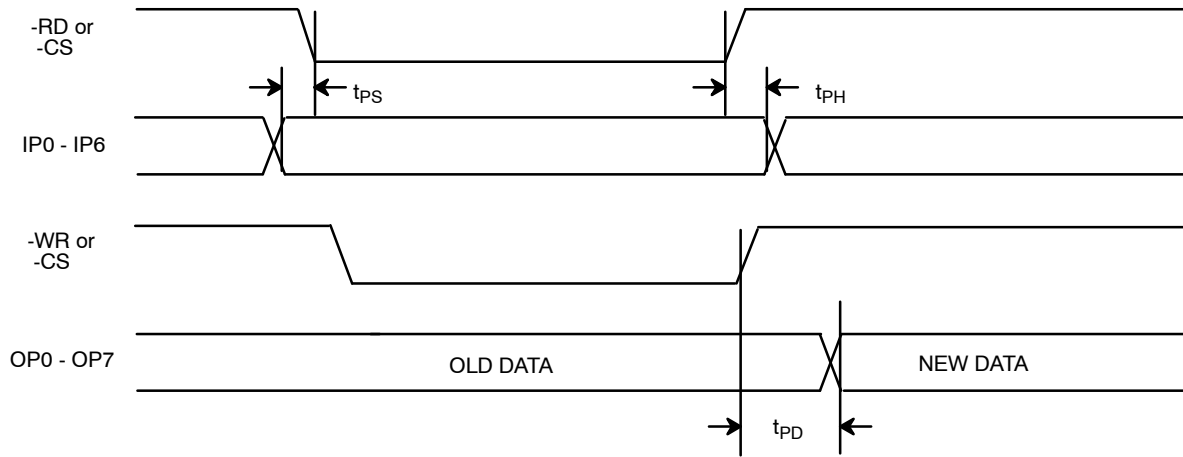 -RD or
-CS
tPS
tPH
IP0 - IP6
-WR or
-CS
OP0 - OP7
OLD DATA
NEW DATA
tPD